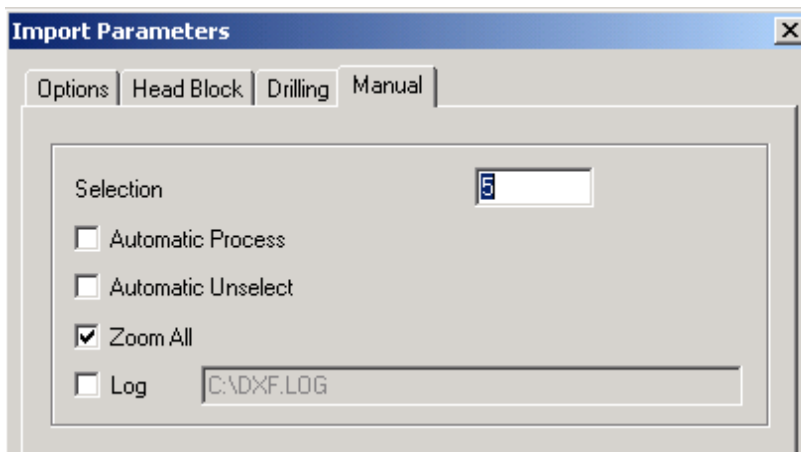 Import Parameters
Options Head Block Drilling Manual
Selection 5
Automatic Process
Automatic Unselect
Zoom All
Log C:\DXF.LOG